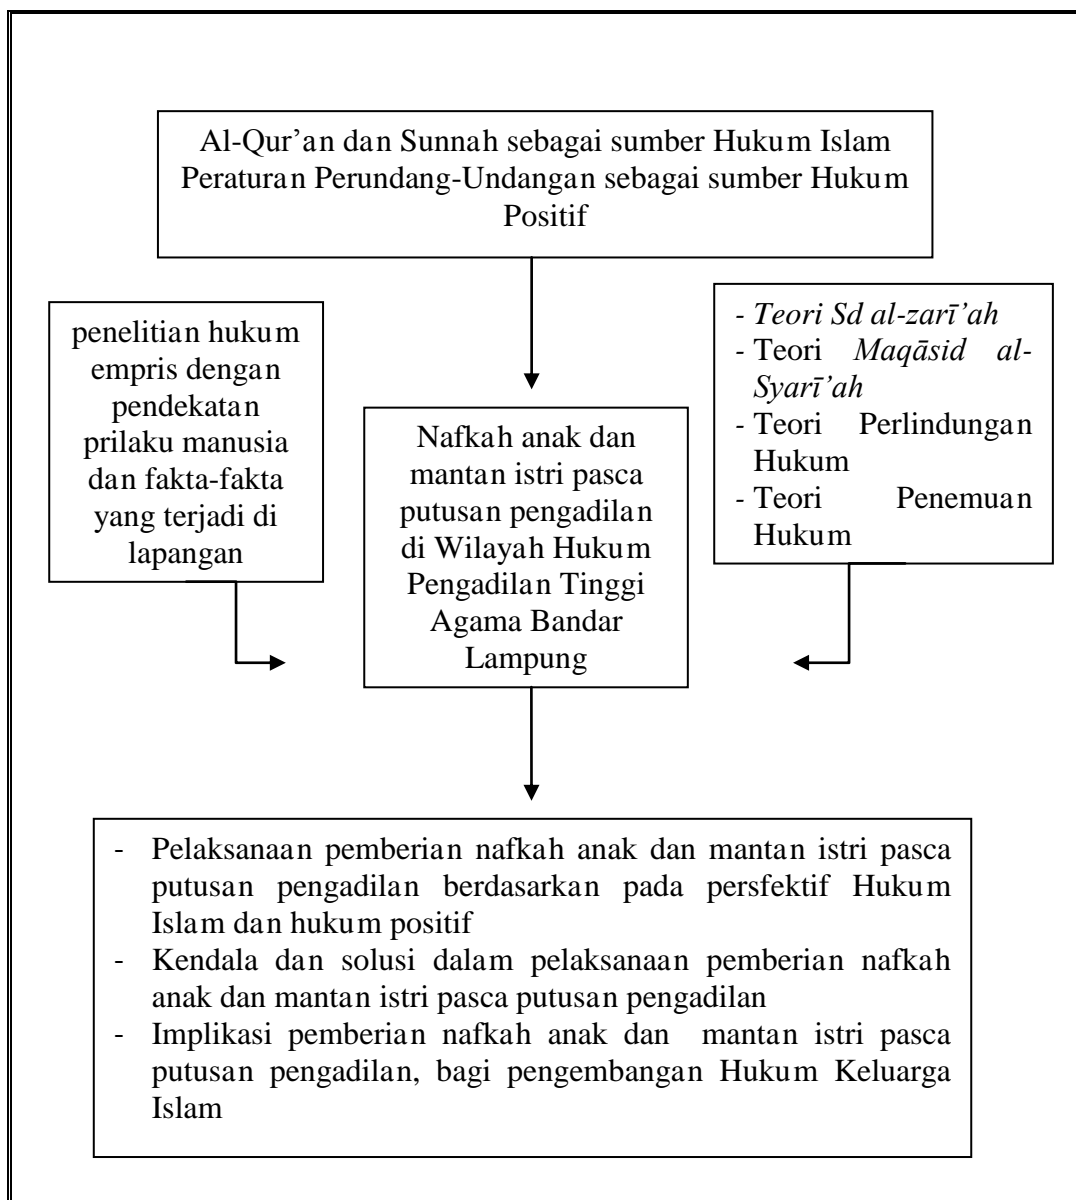 Al-Qur’an dan Sunnah sebagai sumber Hukum Islam
Peraturan Perundang-Undangan sebagai sumber Hukum
Positif
penelitian hukum
empris dengan
pendekatan
prilaku manusia
dan fakta-fakta
yang terjadi di
lapangan
Nafkah anak dan
mantan istri pasca
putusan pengadilan
di Wilayah Hukum
Pengadilan Tinggi
Agama Bandar
Lampung
- Teori Sd al-zarī’ah
- Teori Maqāsid al-
Syarī’ah
- Teori Perlindungan
Hukum
- Teori Penemuan
Hukum
- Pelaksanaan pemberian nafkah anak dan mantan istri pasca
putusan pengadilan berdasarkan pada persfektif Hukum
Islam dan hukum positif
- Kendala dan solusi dalam pelaksanaan pemberian nafkah
anak dan mantan istri pasca putusan pengadilan
- Implikasi pemberian nafkah anak dan mantan istri pasca
putusan pengadilan, bagi pengembangan Hukum Keluarga
Islam